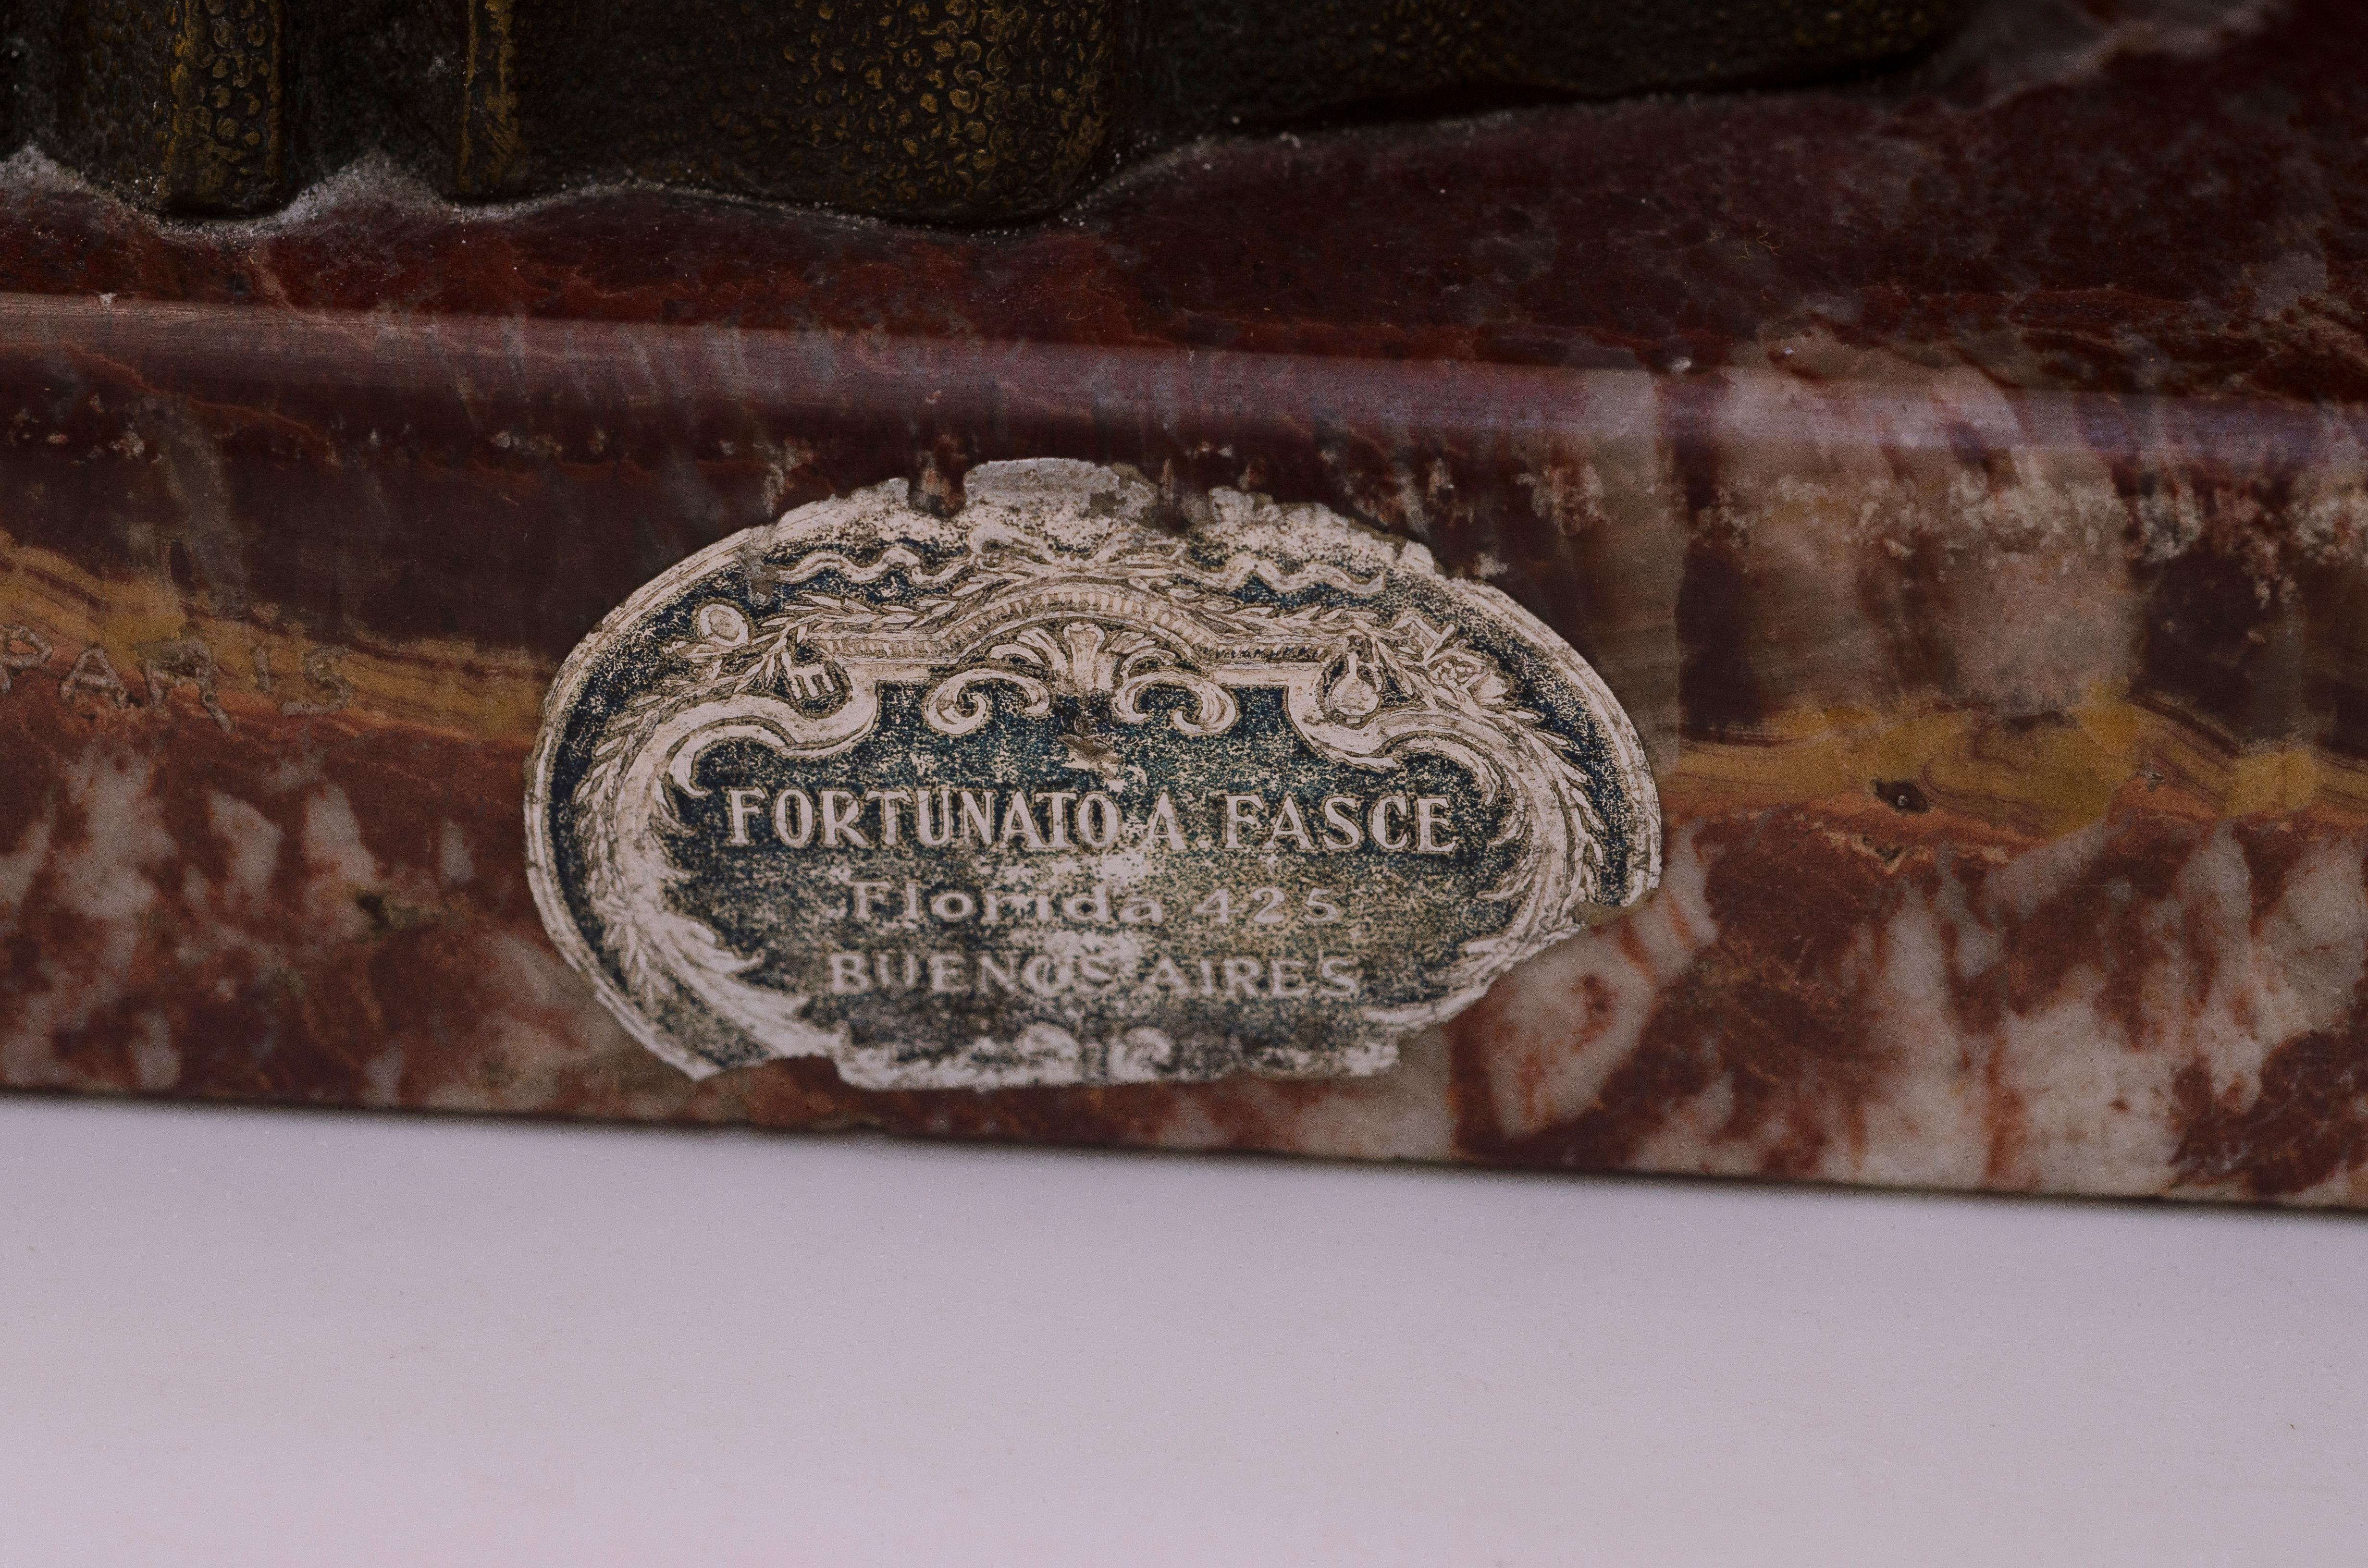 PARIS
FORTUNATO A. FASCE
Florida 425
BUENOS AIRES